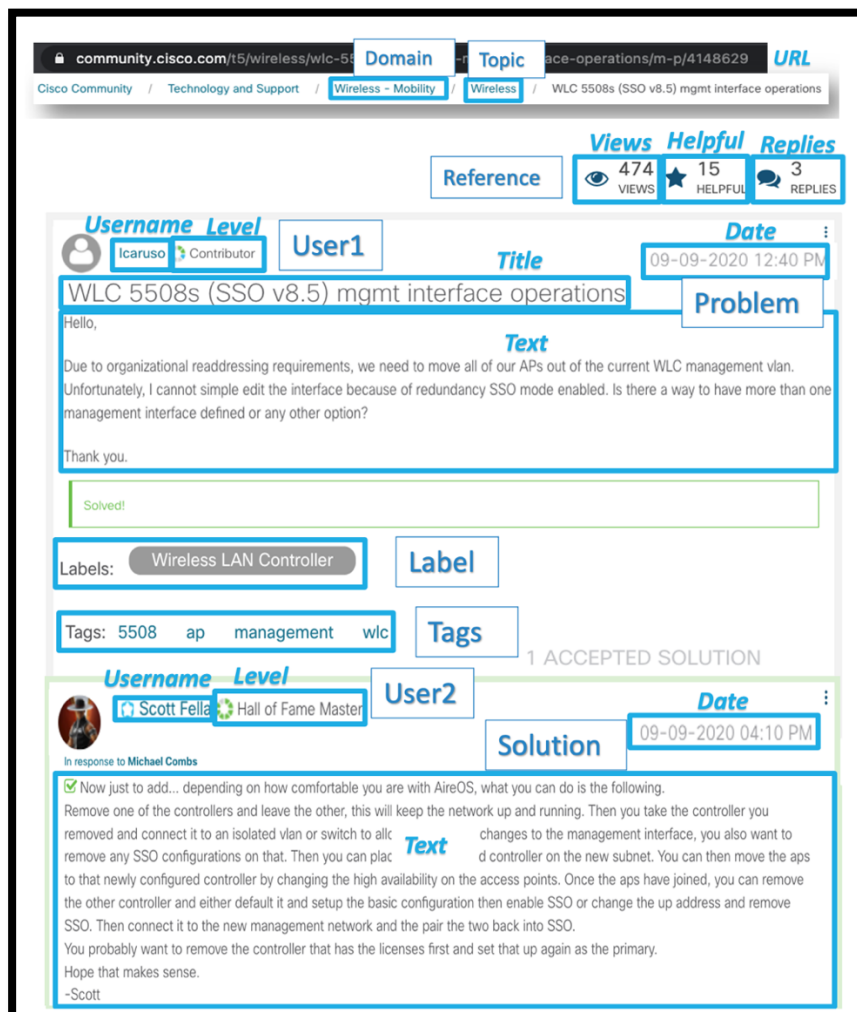 community.cisco.com/t5/wireless/wlc-55 Domain -m Topic ace-operations/m-p/4148629 URL
Cisco Community / Technology and Support / Wireless - Mobility / Wireless / WLC 5508s (SSO v8.5) mgmt interface operations
Views Helpful Replies
Reference 474 VIEWS 15 HELPFUL 3 REPLIES
Username Level Date
Icaruso Contributor User1 09-09-2020 12:40 PM
Title
WLC 5508s (SSO v8.5) mgmt interface operations
Problem
Hello,
Text
Due to organizational readdressing requirements, we need to move all of our APs out of the current WLC management vlan.
Unfortunately, I cannot simple edit the interface because of redundancy SSO mode enabled. Is there a way to have more than one
management interface defined or any other option?
Thank you.
Solved!
Labels: Wireless LAN Controller Label
Tags: 5508 ap management wlc Tags
1 ACCEPTED SOLUTION
Username Level
Scott Fella Hall of Fame Master User2 Date
09-09-2020 04:10 PM
Solution
In response to Michael Combs
Now just to add... depending on how comfortable you are with AireOS, what you can do is the following.
Remove one of the controllers and leave the other, this will keep the network up and running. Then you take the controller you
removed and connect it to an isolated vlan or switch to allo Text changes to the management interface, you also want to
remove any SSO configurations on that. Then you can plac d controller on the new subnet. You can then move the aps
to that newly configured controller by changing the high availability on the access points. Once the aps have joined, you can remove
the other controller and either default it and setup the basic configuration then enable SSO or change the up address and remove
SSO. Then connect it to the new management network and the pair the two back into SSO.
You probably want to remove the controller that has the licenses first and set that up again as the primary.
Hope that makes sense.
-Scott